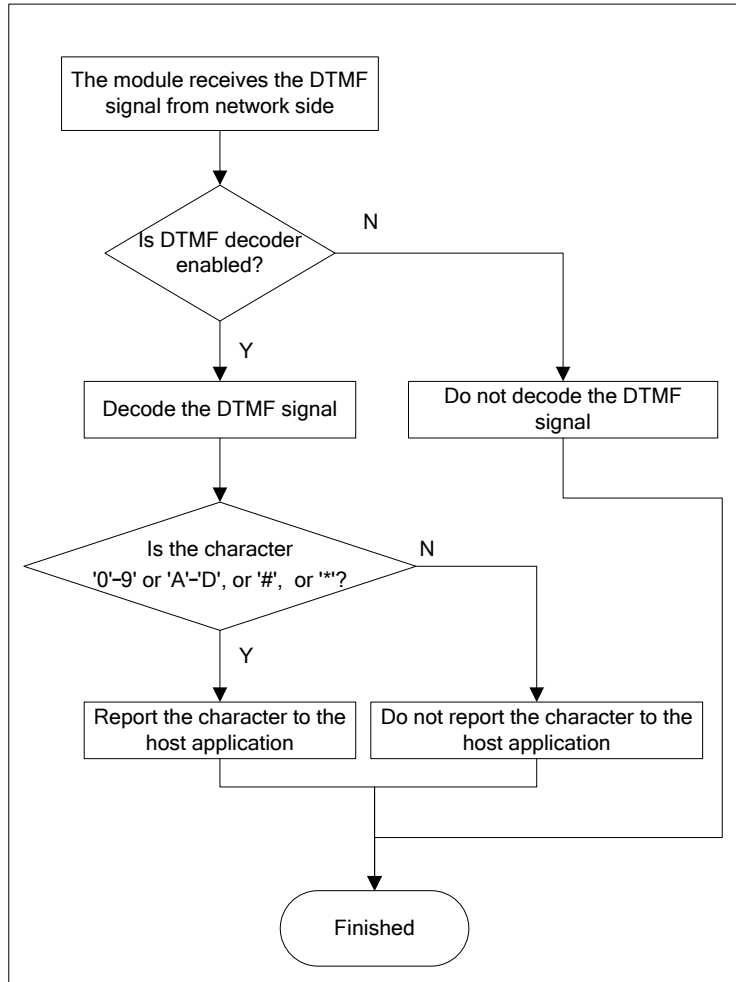 The module receives the DTMF
signal from network side
Is DTMF decoder
enabled?
N
Y
Decode the DTMF signal
Do not decode the DTMF
signal
Is the character
'0'–9' or 'A'–'D', or '#', or '*'?
N
Y
Report the character to the
host application
Do not report the character to the
host application
Finished